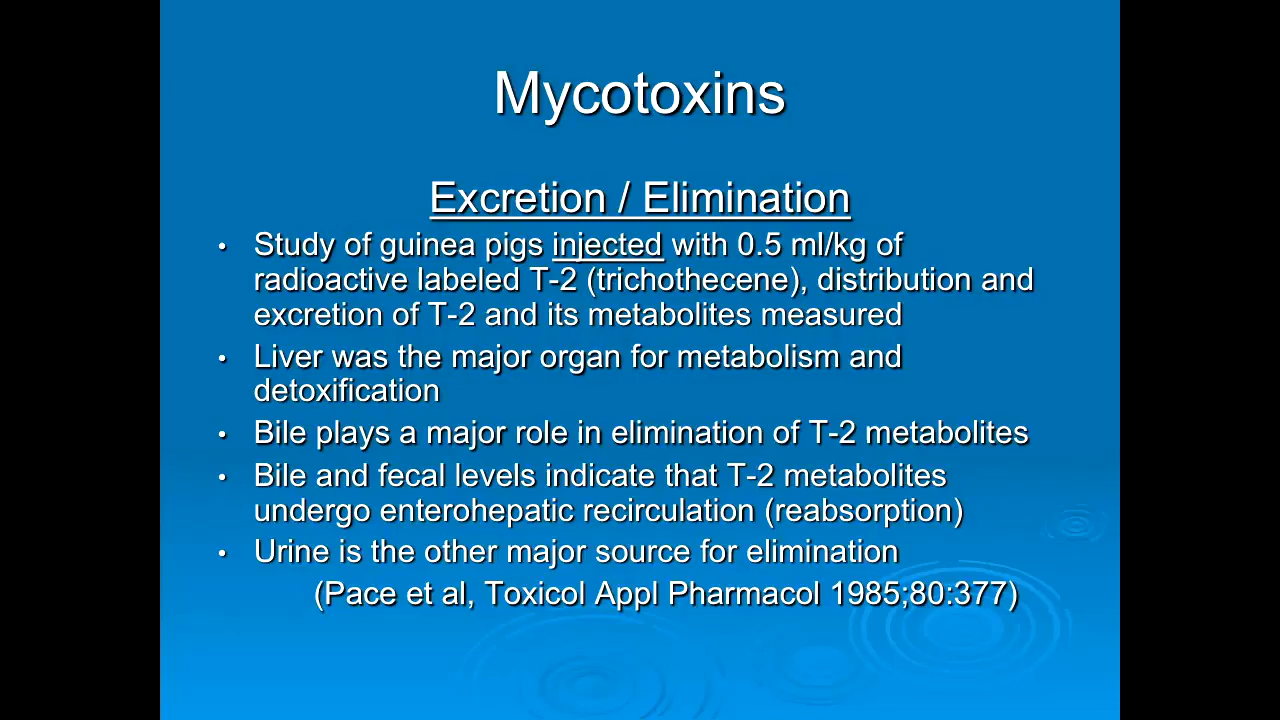 Mycotoxins
Excretion / Elimination
• Study of guinea pigs injected with 0.5 ml/kg of
radioactive labeled T-2 (trichothecene), distribution and
excretion of T-2 and its metabolites measured
• Liver was the major organ for metabolism and
detoxification
• Bile plays a major role in elimination of T-2 metabolites
• Bile and fecal levels indicate that T-2 metabolites
undergo enterohepatic recirculation (reabsorption)
• Urine is the other major source for elimination
(Pace et al, Toxicol Appl Pharmacol 1985;80:377)